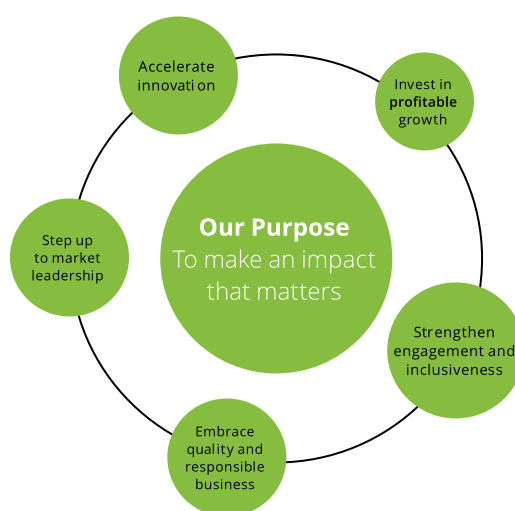 Accelerate
innovation
Invest in
profitable
growth
Our Purpose
To make an impact
that matters
Step up
to market
leadership
Strengthen
engagement and
inclusiveness
Embrace
quality and
responsible
business